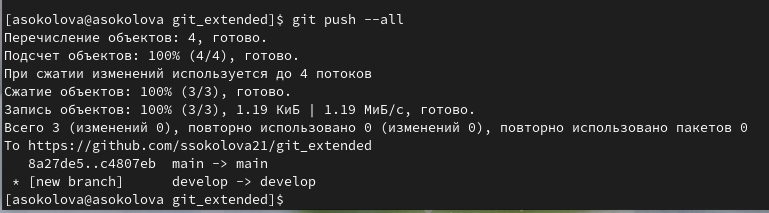 [asokolova@asokolova git_extended]$ git push --all
Перечисление объектов: 4, готово.
Подсчет объектов: 100% (4/4), готово.
При сжатии изменений используется до 4 потоков
Сжатие объектов: 100% (3/3), готово.
Запись объектов: 100% (3/3), 1.19 КиБ | 1.19 МиБ/с, готово.
Всего 3 (изменений 0), повторно использовано 0 (изменений 0), повторно использовано пакетов 0
To https://github.com/ssokolova21/git_extended
   8a27de5..c4807eb  main -> main
 * [new branch]      develop -> develop
[asokolova@asokolova git_extended]$